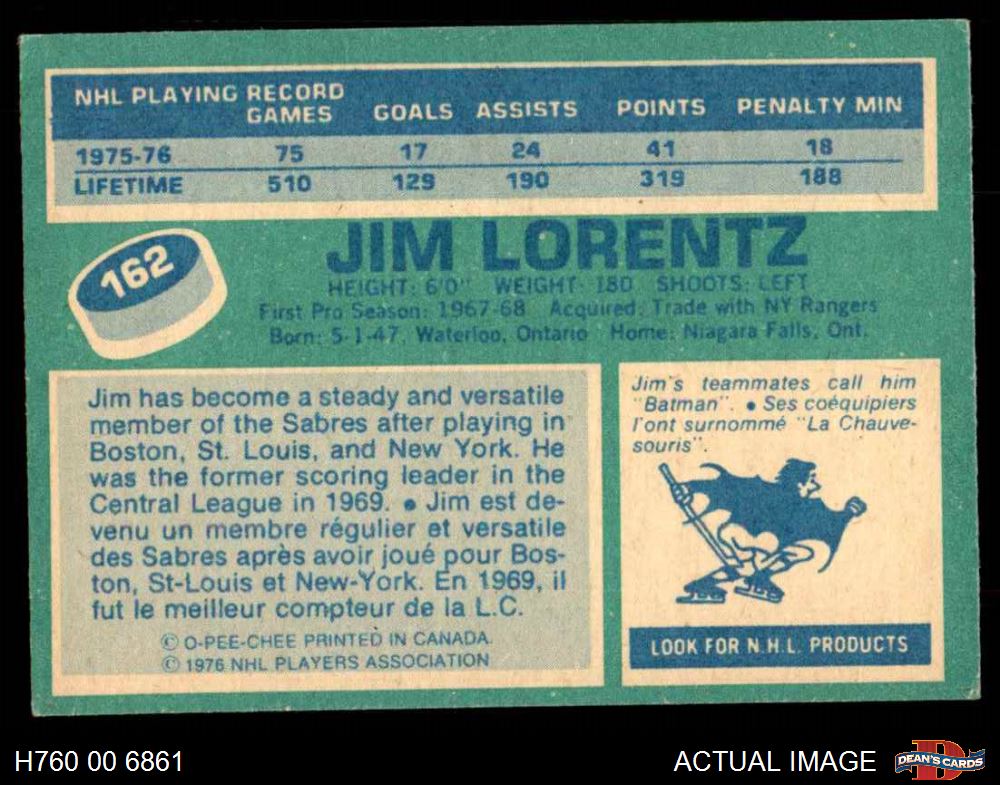 NHL PLAYING RECORD
GAMES GOALS ASSISTS POINTS PENALTY MIN
1975-76 75 17 24 41 18
LIFETIME 510 129 190 319 188
162
JIM LORENTZ
HEIGHT: 6'0" WEIGHT: 180 SHOOTS: LEFT
First Pro Season: 1967-68 Acquired: Trade with NY Rangers
Born: 5-1-47, Waterloo, Ontario Home: Niagara Falls, Ont.
Jim has become a steady and versatile
member of the Sabres after playing in
Boston, St. Louis, and New York. He
was the former scoring leader in the
Central League in 1969. • Jim est de-
venu un membre régulier et versatile
des Sabres après avoir joué pour Bos-
ton, St-Louis et New-York. En 1969, il
fut le meilleur compteur de la L.C.
© O-PEE-CHEE PRINTED IN CANADA.
© 1976 NHL PLAYERS ASSOCIATION
Jim's teammates call him
"Batman". • Ses coéquipiers
l'ont surnommé "La Chauve-
souris".
LOOK FOR N.H.L. PRODUCTS
H760 00 6861
ACTUAL IMAGE
D
DEAN'S CARDS